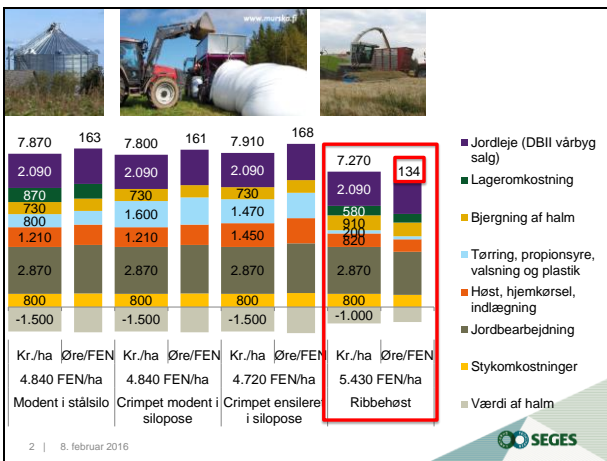 www.murska.fi
7.870 163 7.800 161 7.910 168 7.270 134
2.090 2.090 2.090 2.090
870 580
730 730 730 910
800 1.600 1.470 200
1.210 1.210 1.450 820
2.870 2.870 2.870 2.870
800 800 800 800
-1.500 -1.500 -1.500 -1.000
Kr./ha Øre/FEN Kr./ha Øre/FEN Kr./ha Øre/FEN Kr./ha Øre/FEN
4.840 FEN/ha 4.840 FEN/ha 4.720 FEN/ha 5.430 FEN/ha
Modent i stålsilo Crimpet modent i Crimpet ensileret Ribbehøst
silopose i silopose
Jordleje (DBII vårbyg
salg)
Lageromkostning
Bjergning af halm
Tørring, propionsyre,
valsning og plastik
Høst, hjemkørsel,
indlægning
Jordbearbejdning
Stykomkostninger
Værdi af halm
2 | 8. februar 2016
SEGES